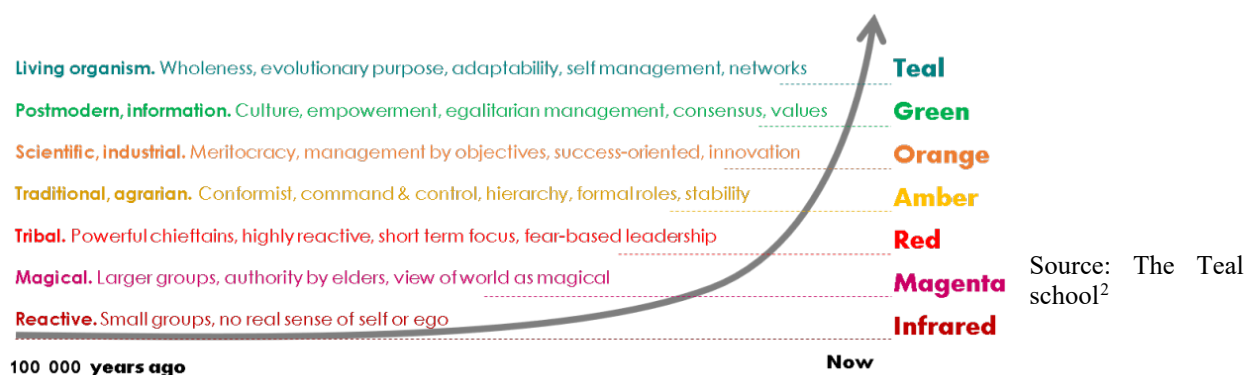 Living organism. Wholeness, evolutionary purpose, adaptability, self management, networks Teal
Postmodern, information. Culture, empowerment, egalitarian management, consensus, values Green
Scientific, industrial. Meritocracy, management by objectives, success-oriented, innovation Orange
Traditional, agrarian. Conformist, command & control, hierarchy, formal roles, stability Amber
Tribal. Powerful chieftains, highly reactive, short term focus, fear-based leadership Red
Magical. Larger groups, authority by elders, view of world as magical Magenta
Reactive. Small groups, no real sense of self or ego Infrared
100 000 years ago Now
Source: The Teal
school²